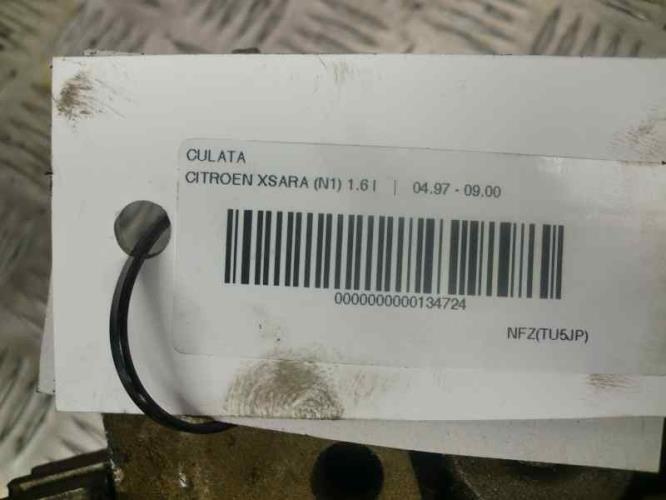 CULATA
CITROEN XSARA (N1) 1.6 I | 04.97 - 09.00
0000000000134724
NFZ(TU5JP)